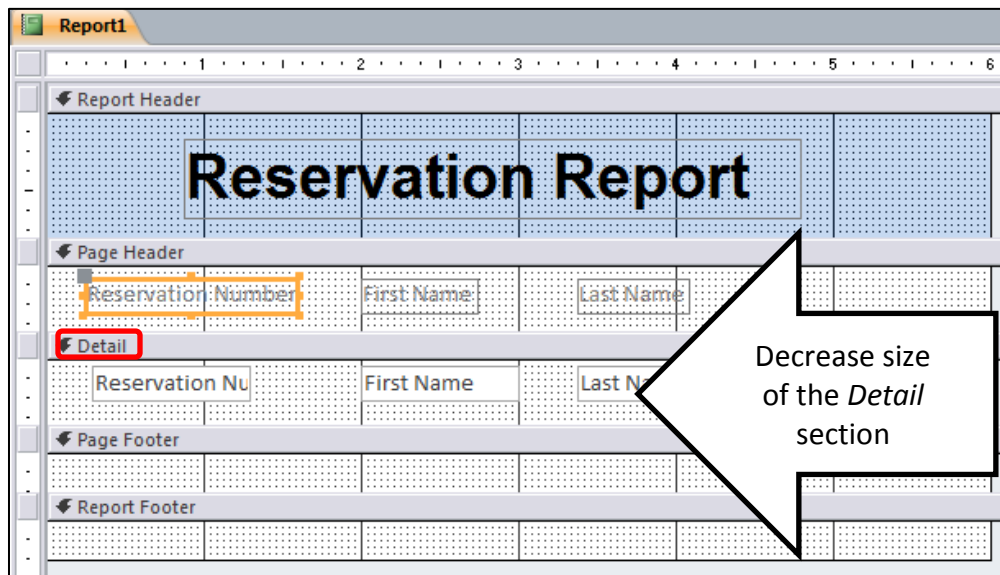 Report1
1 2 3 4 5 6
Report Header
Reservation Report
Page Header
Reservation Number First Name Last Name
Detail
Reservation Nu First Name Last Na
Decrease size
of the Detail
section
Page Footer
Report Footer